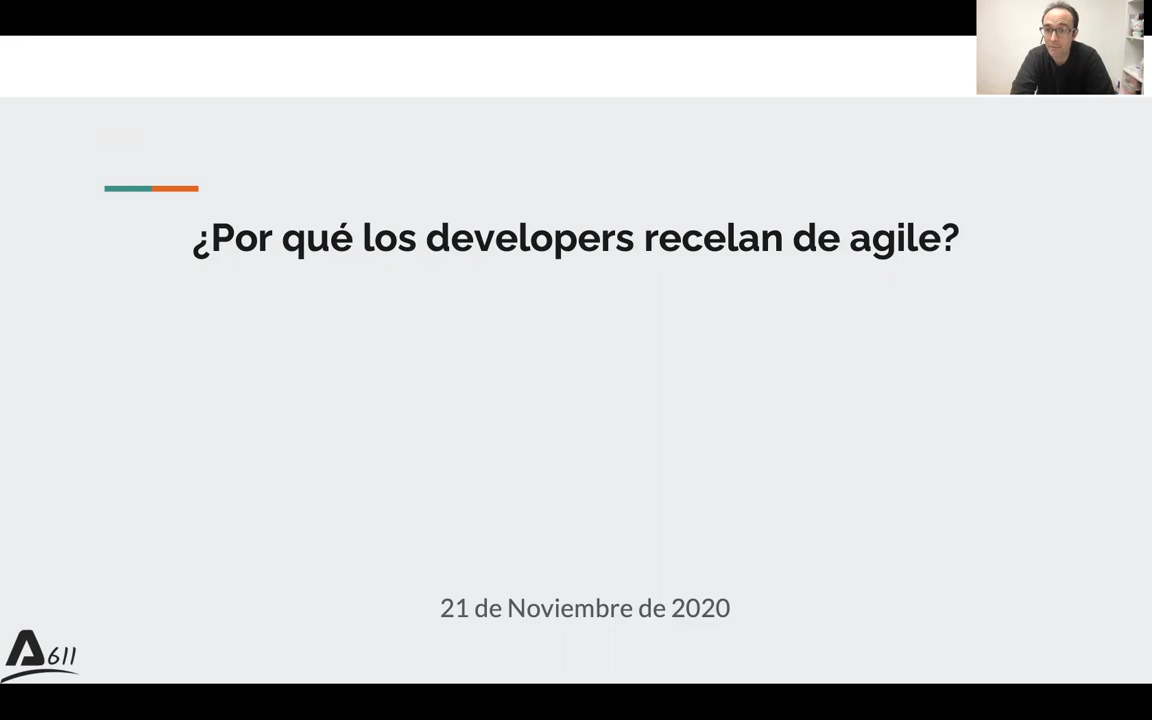 ¿Por qué los developers recelan de agile?
21 de Noviembre de 2020
A611